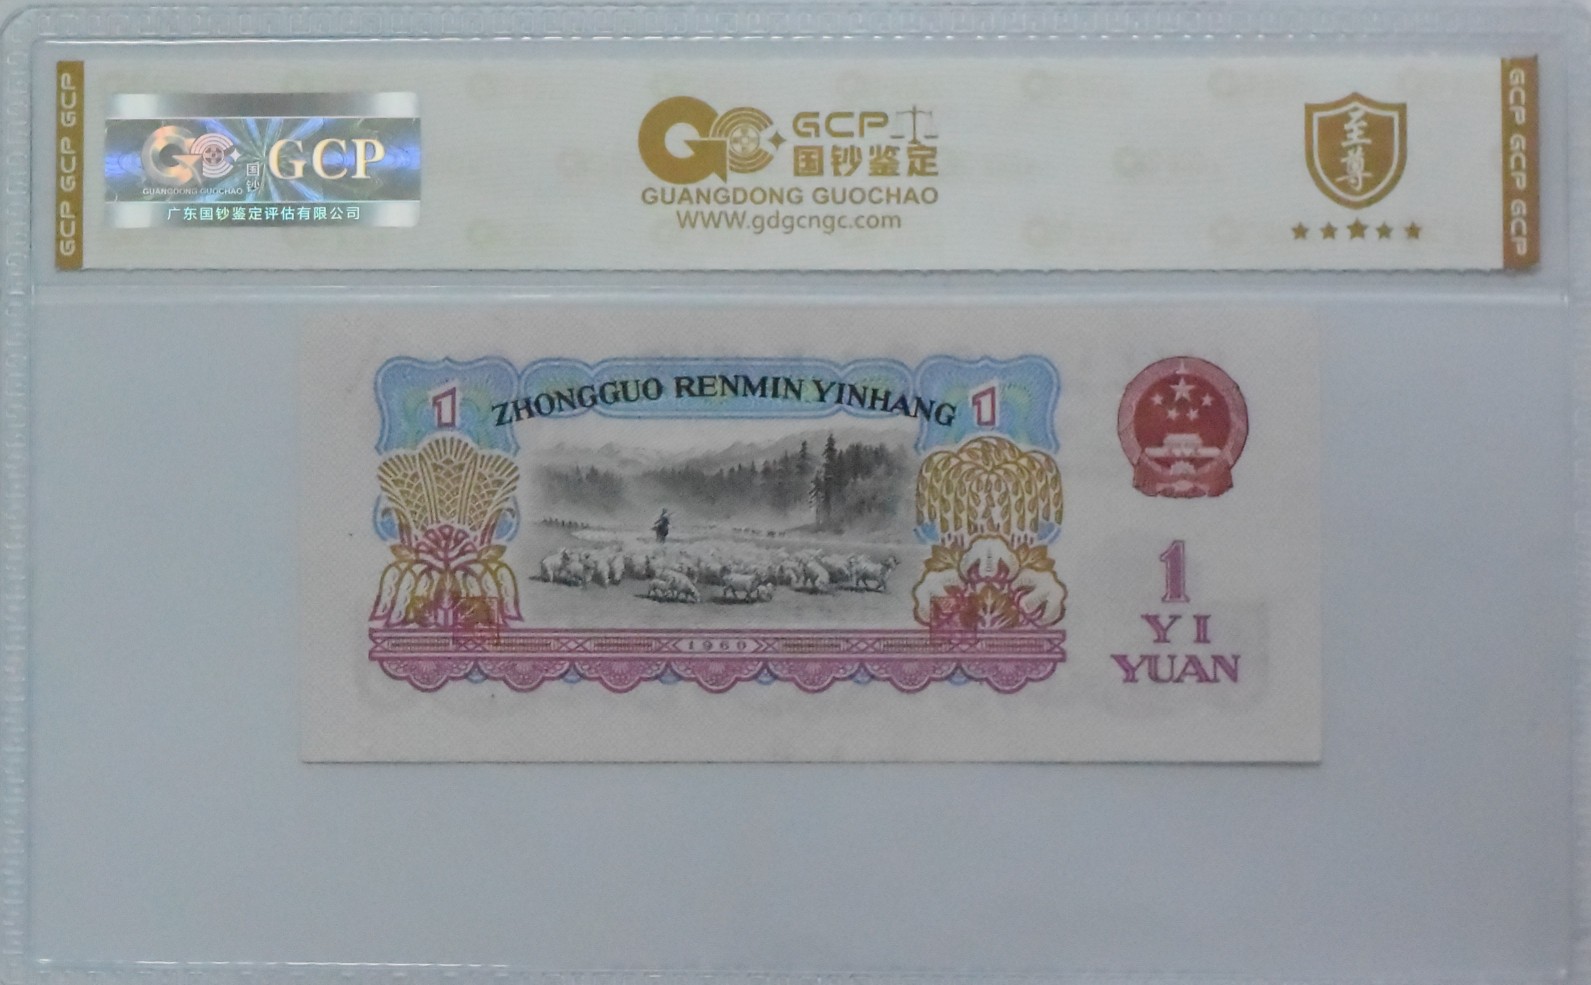 GCP GCP GCP
GC
国钞
GCP
GUANGDONG GUOCHAO
广东国钞鉴定评估有限公司
GCP
国钞鉴定
GUANGDONG GUOCHAO
WWW.gdgcngc.com
至尊
GCP GCP GCP
1
ZHONGGUO RENMIN YINHANG
1
1960
1
YI
YUAN